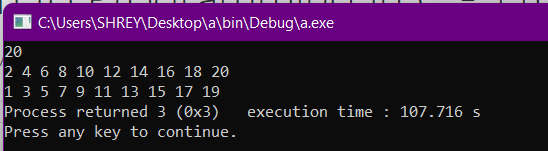 C:\Users\SHREY\Desktop\a\bin\Debug\a.exe
20
2 4 6 8 10 12 14 16 18 20
1 3 5 7 9 11 13 15 17 19
Process returned 3 (0x3)   execution time : 107.716 s
Press any key to continue.